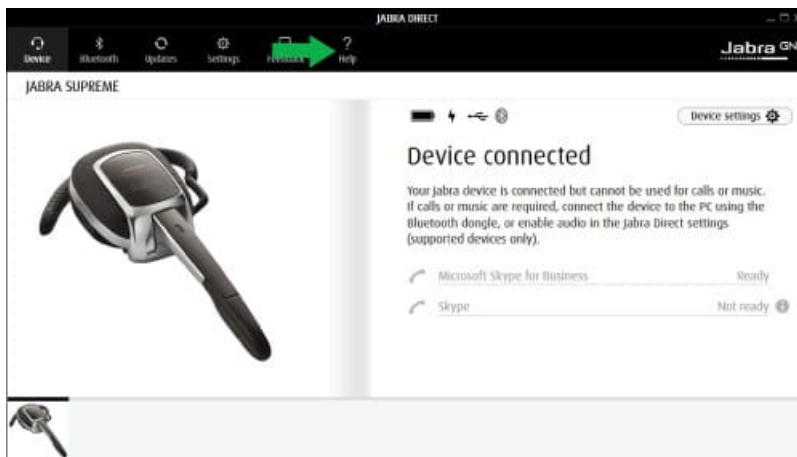 JABRA DIRECT
Device
Bluetooth
Updates
Settings
Help
Jabra GN
JABRA SUPREME
Device settings
Device connected
Your Jabra device is connected but cannot be used for calls or music.
If calls or music are required, connect the device to the PC using the
Bluetooth dongle, or enable audio in the Jabra Direct settings
(supported devices only).
Microsoft Skype for Business Ready
Skype Not ready